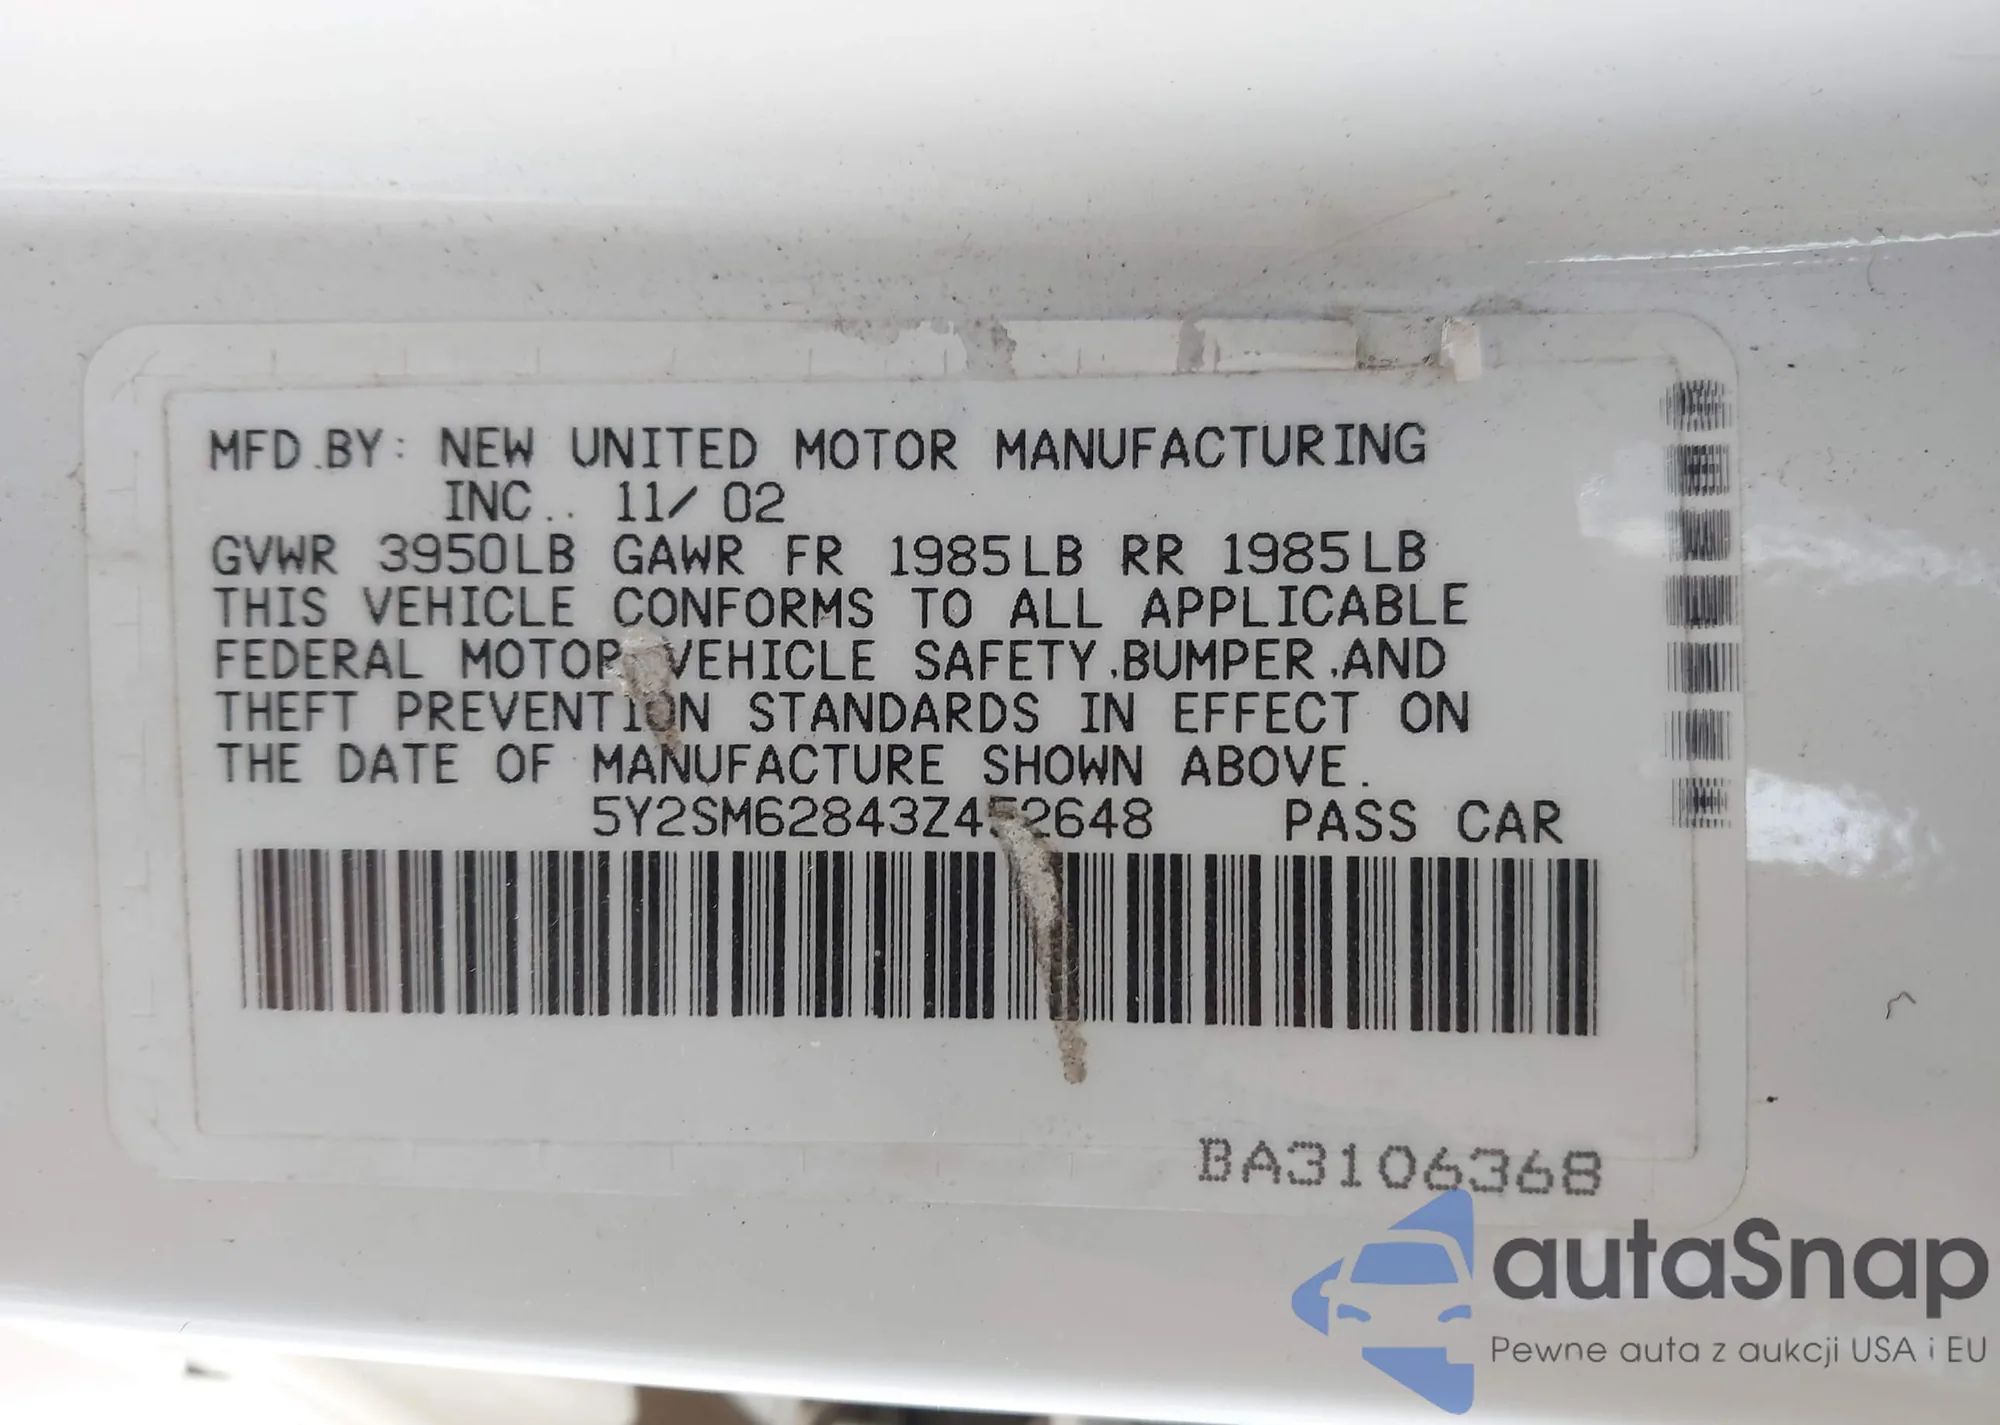 MFD.BY: NEW UNITED MOTOR MANUFACTURING
INC.. 11/ 02
GVWR 3950LB GAWR FR 1985LB RR 1985LB
THIS VEHICLE CONFORMS TO ALL APPLICABLE
FEDERAL MOTOR VEHICLE SAFETY,BUMPER,AND
THEFT PREVENTION STANDARDS IN EFFECT ON
THE DATE OF MANUFACTURE SHOWN ABOVE.
5Y2SM62843Z452648 PASS CAR
BA3106368
autaSnap
Pewne auta z aukcji USA i EU